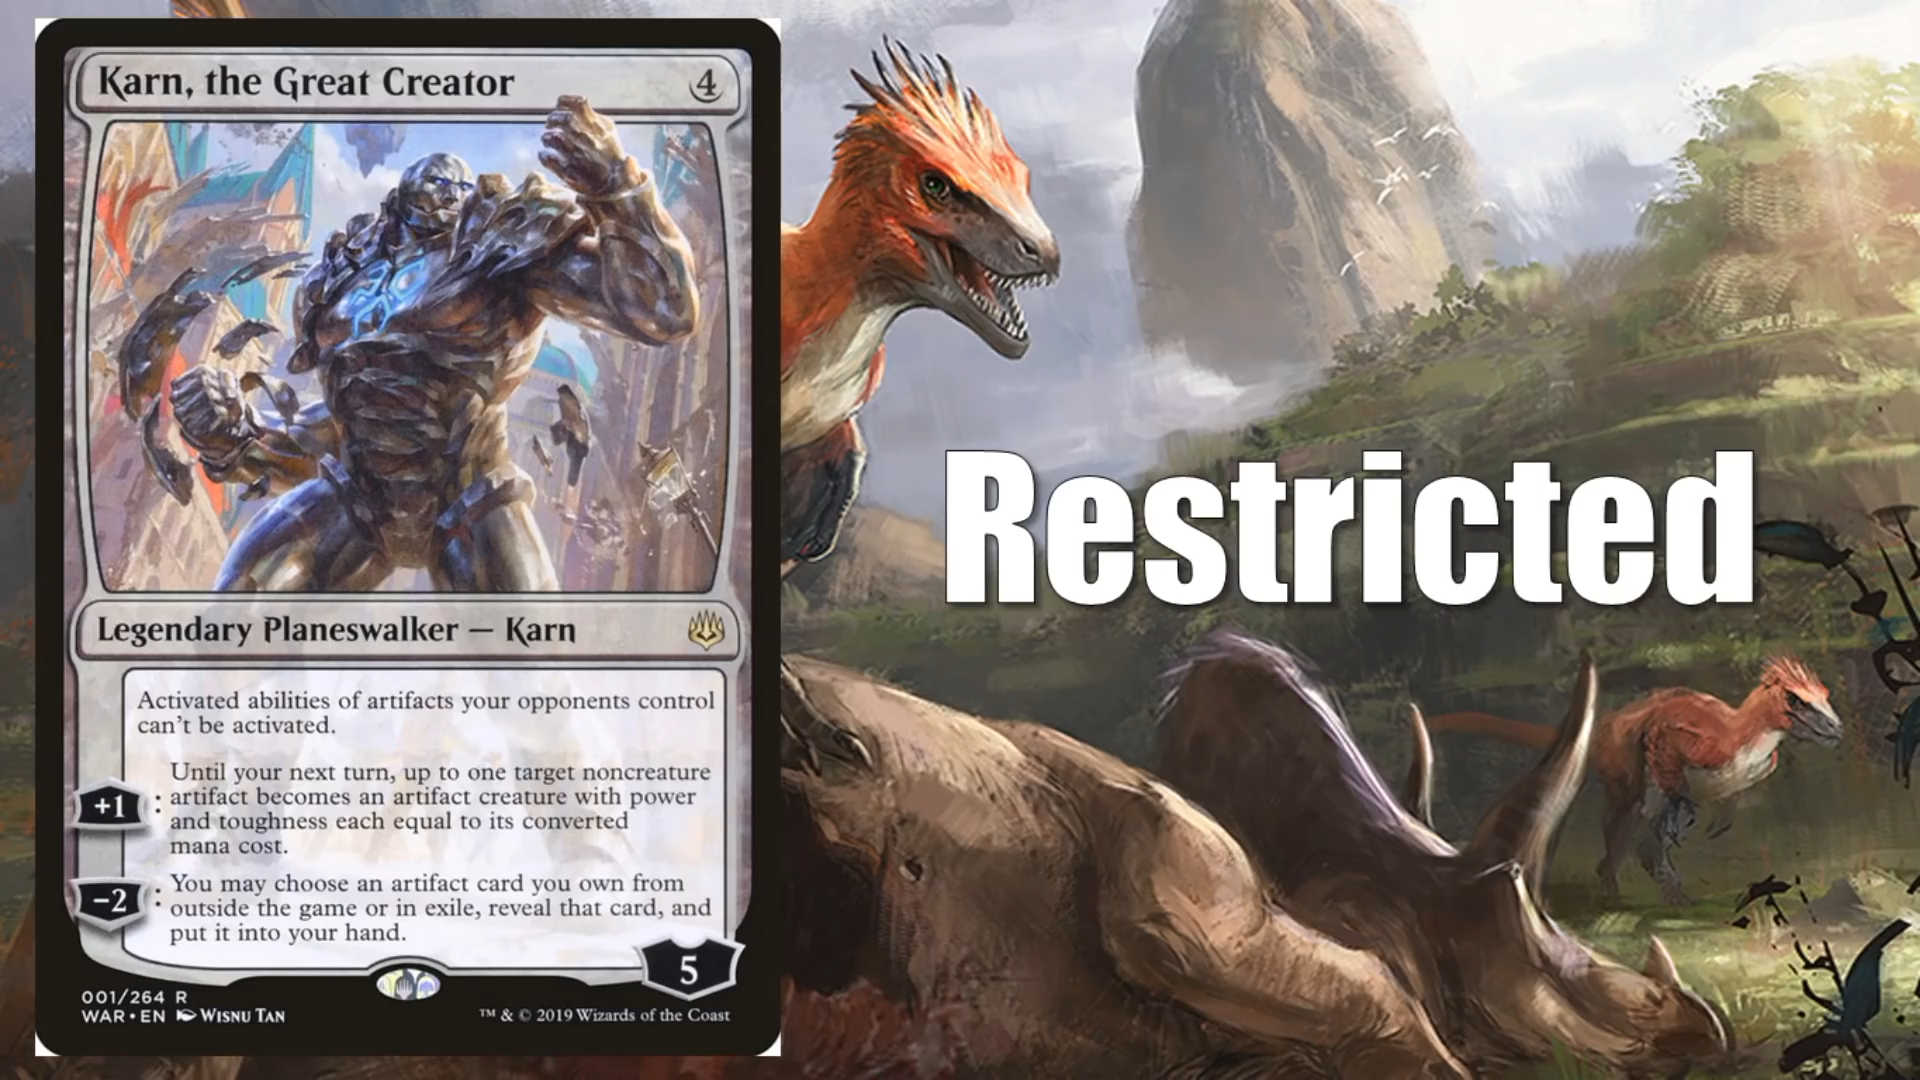 Karn, the Great Creator 4
Legendary Planeswalker — Karn
Activated abilities of artifacts your opponents control
can't be activated.
+1 : Until your next turn, up to one target noncreature
artifact becomes an artifact creature with power
and toughness each equal to its converted
mana cost.
−2 : You may choose an artifact card you own from
outside the game or in exile, reveal that card, and
put it into your hand.
5
001/264 R
WAR • EN Wisnu Tan
™ & © 2019 Wizards of the Coast
Restricted